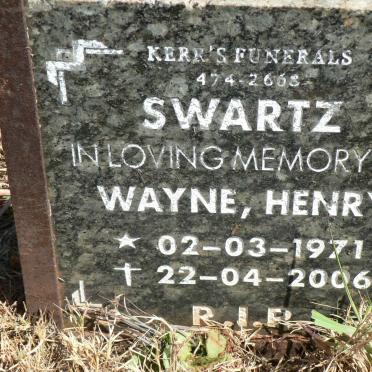 KERR'S FUNERALS
474-2668
SWARTZ
IN LOVING MEMORY
WAYNE, HENRY
★ 02-03-1971
† 22-04-2006
R.I.P.